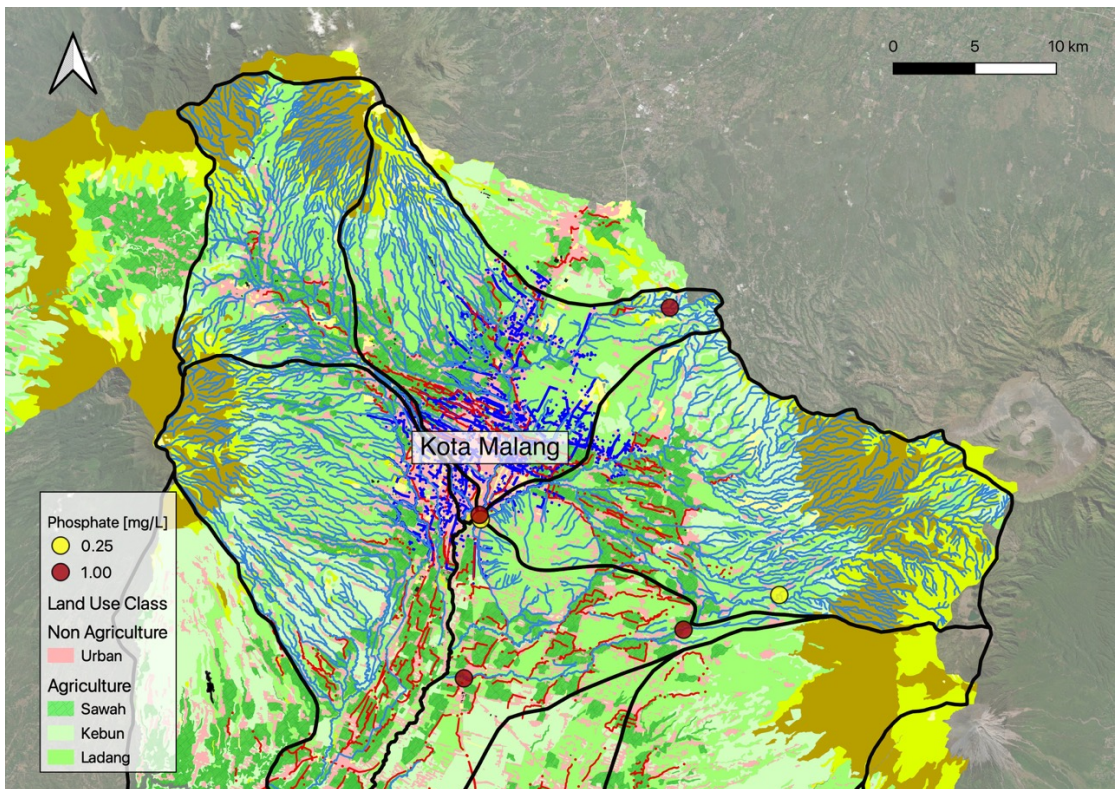 0 5 10 km
Kota Malang
Phosphate [mg/L]
0.25
1.00
Land Use Class
Non Agriculture
Urban
Agriculture
Sawah
Kebun
Ladang